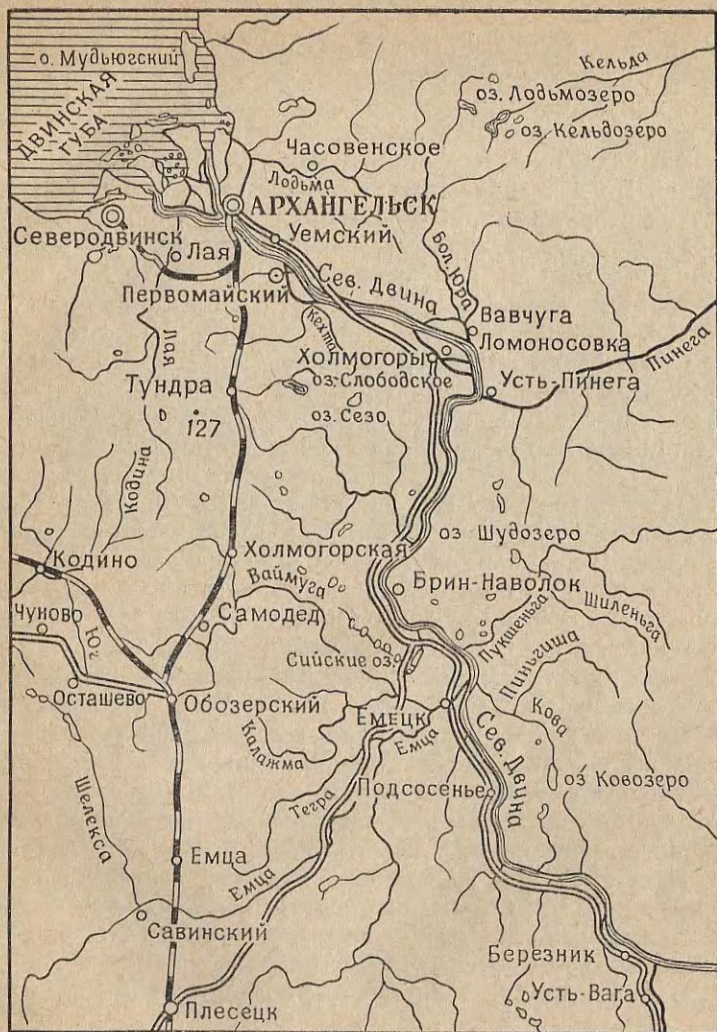 о. Мудьюгский
Кельда
оз. Лодьмозеро
ДВИНСКАЯ
ГУБА
оз. Кельдозеро
Часовенское
Лодьма
АРХАНГЕЛЬСК
Северодвинск
Лая
Уемский
Бол. Юра
Сев. Двина
Первомайский
Вавчуга
Ломоносовка
Кехта
Лая
Холмогоры
Пинега
Тундра
оз. Слободское
Усть-Пинега
оз. Сезо
127
Кодина
оз Шудозеро
Холмогорская
Кодино
Ваймуга
Брин-Наволок
Шиленьга
Чуново
Самодед
Пукшеньга
Юг
Сийские оз.
Пиньгиша
Осташево
Обозерский
Емецк
Кова
Калажма
Емца
Сев. Двина
оз Ковозеро
Подсосенье
Тегра
Шелекса
Емца
Емца
Савинский
Березник
Усть-Вага
Плесецк